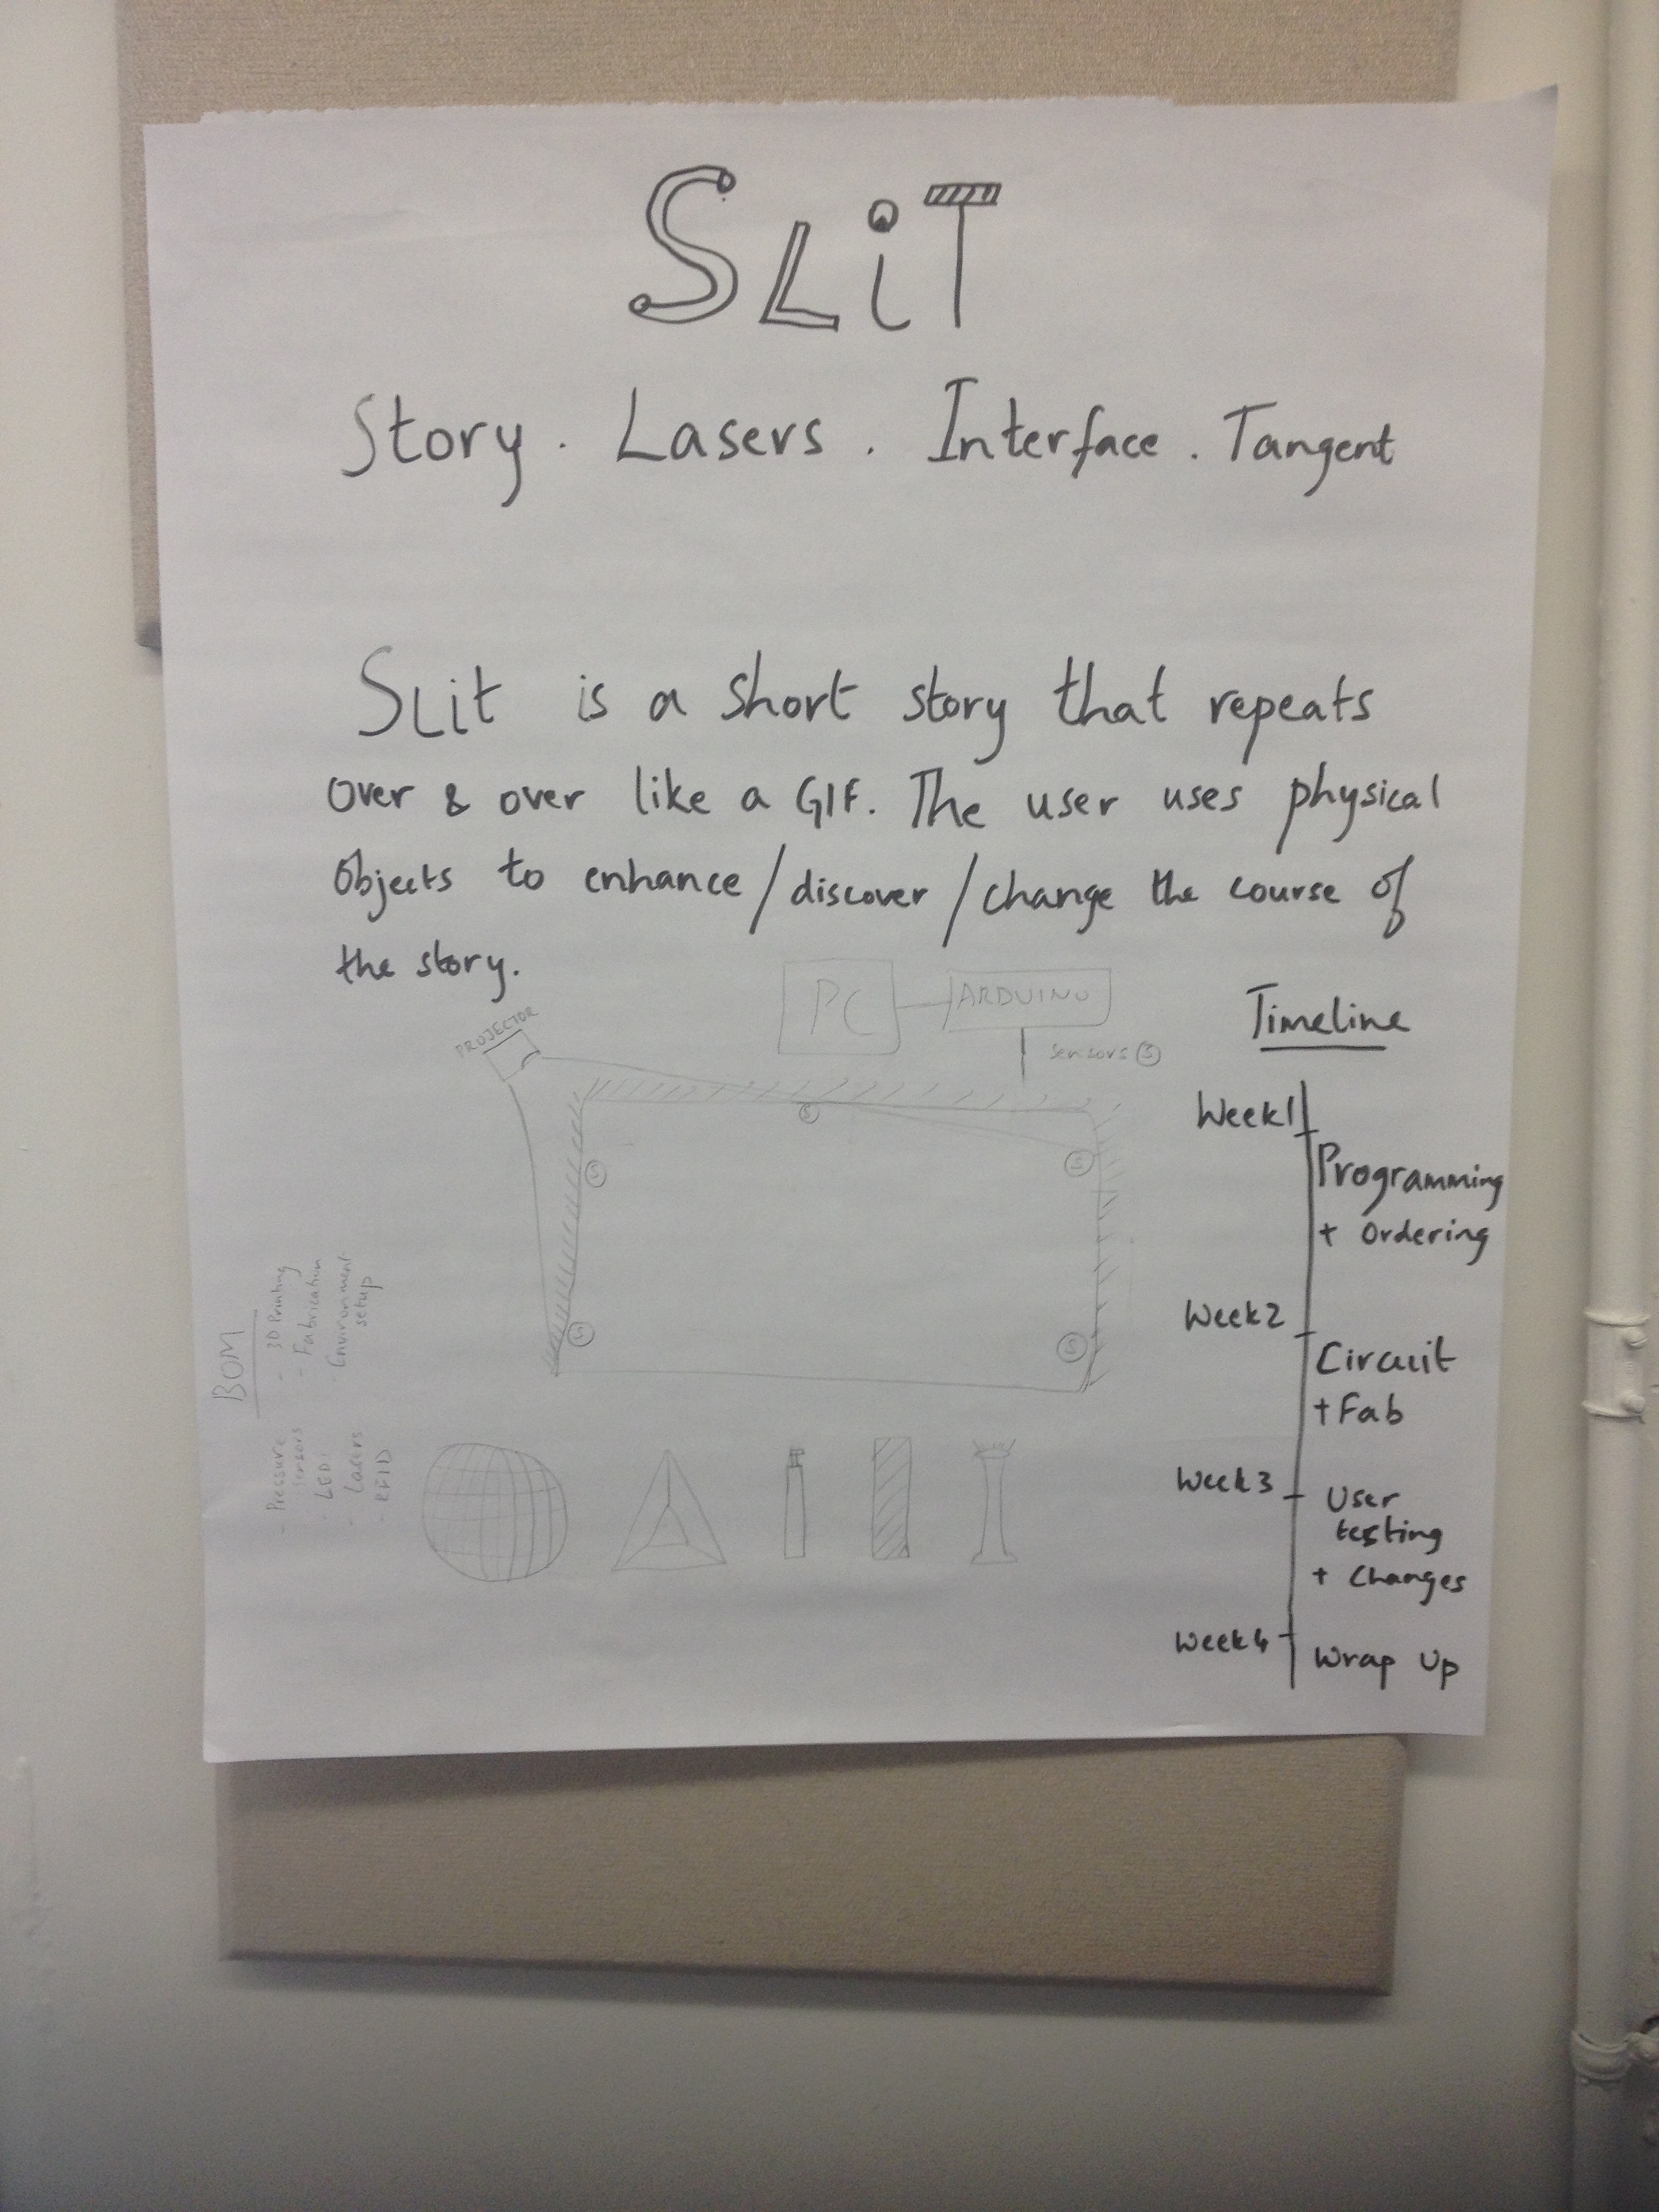 SLiT
Story . Lasers . Interface . Tangent
SLit is a short story that repeats
over & over like a GIF. The user uses physical
Objects to enhance / discover / change the course of
the story.
PROJECTOR
PC
ARDUINO
sensors (S)
S
S
S
S
S
Timeline
Week1
Programming
+ Ordering
Week2
Circuit
+ Fab
Week3
User
testing
+ Changes
Week4
Wrap Up
BOM
- Pressure
sensors
- LEDs
- Lasers
- RFID
- 3D Printing
- Fabrication
- Environment
setup